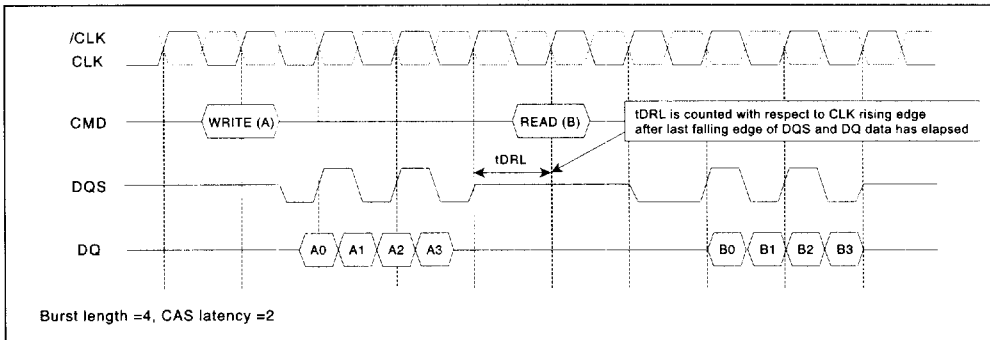 /CLK
CLK
CMD
WRITE (A)
READ (B)
tDRL is counted with respect to CLK rising edge
after last falling edge of DQS and DQ data has elapsed
tDRL
DQS
DQ
A0
A1
A2
A3
B0
B1
B2
B3
Burst length =4, CAS latency =2